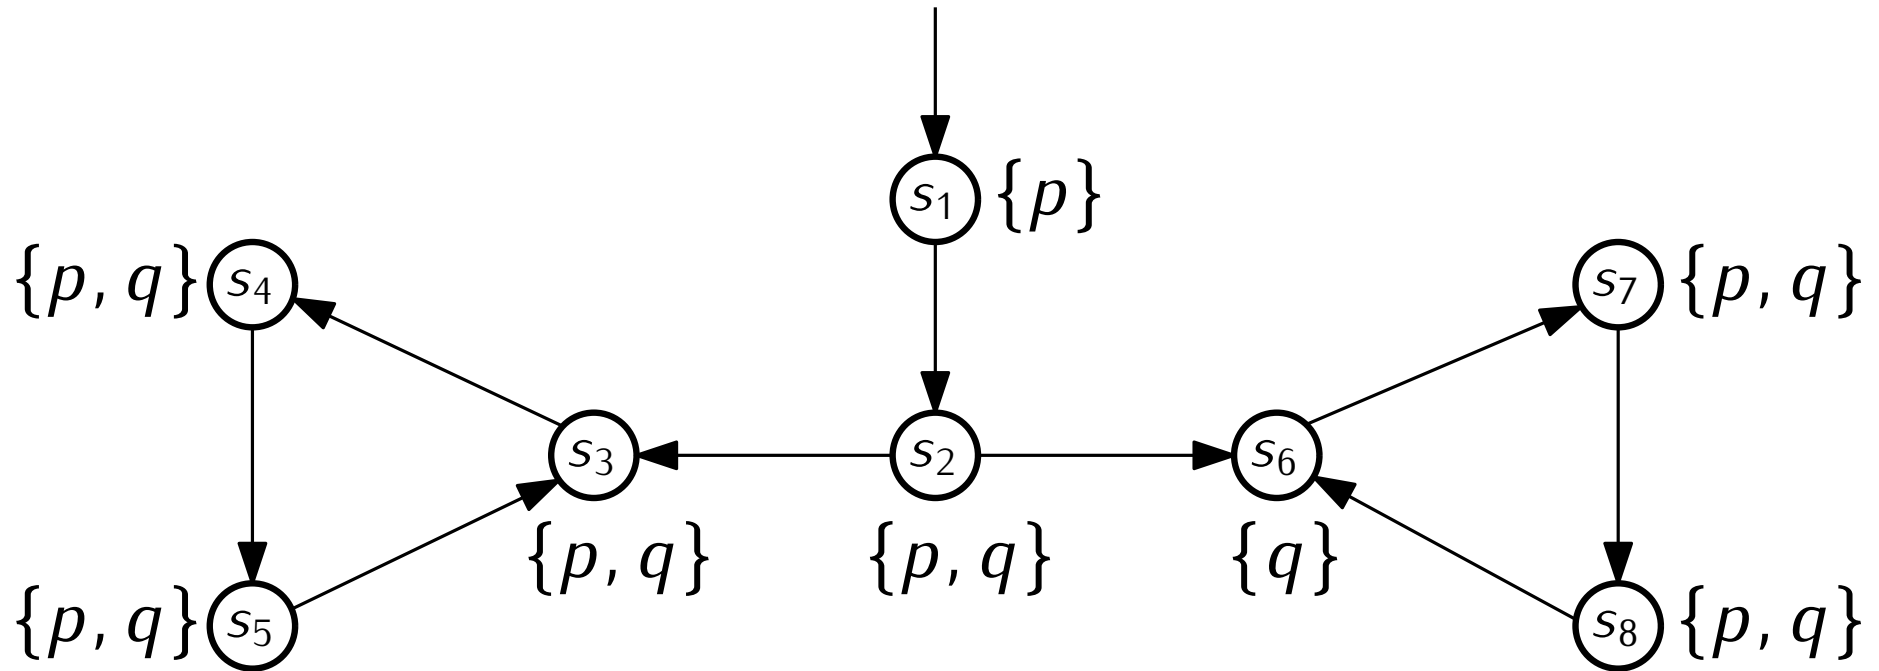 s1 {p}
{p, q} s4
s7 {p, q}
s3
s2
s6
{p, q}
{p, q}
{q}
{p, q} s5
s8 {p, q}